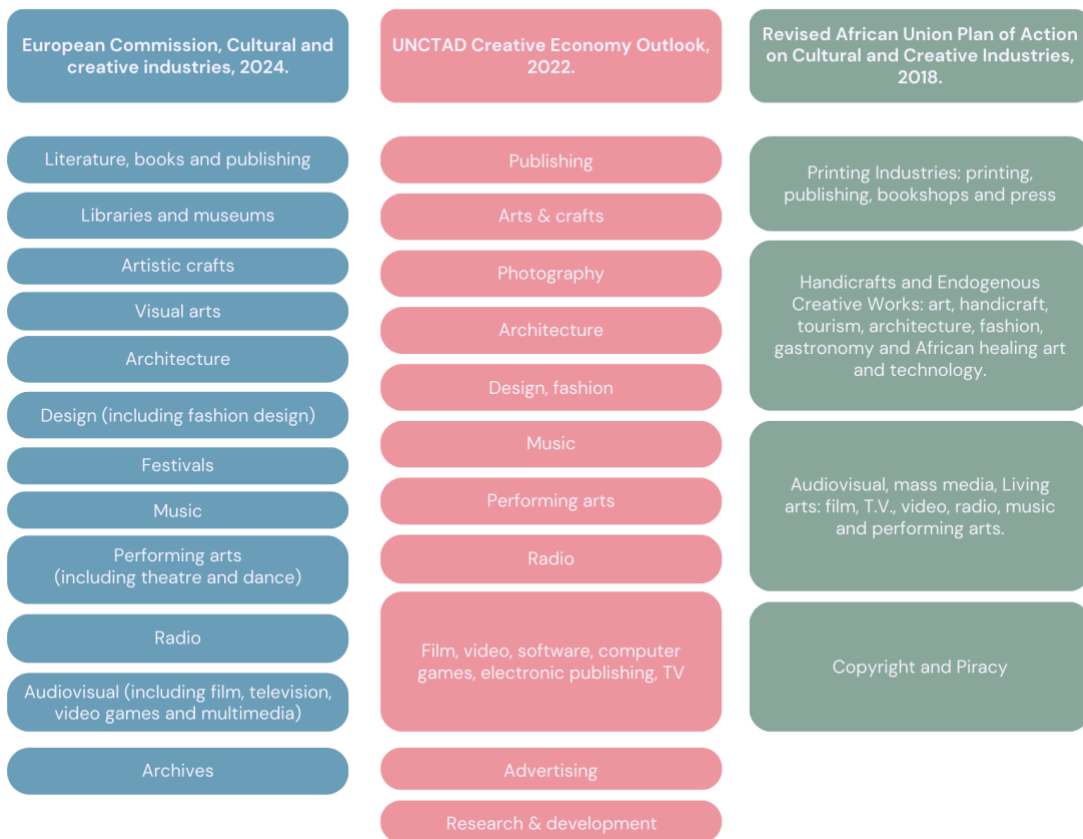 European Commission, Cultural and
creative industries, 2024.
Literature, books and publishing
Libraries and museums
Artistic crafts
Visual arts
Architecture
Design (including fashion design)
Festivals
Music
Performing arts
(including theatre and dance)
Radio
Audiovisual (including film, television,
video games and multimedia)
Archives
UNCTAD Creative Economy Outlook,
2022.
Publishing
Arts & crafts
Photography
Architecture
Design, fashion
Music
Performing arts
Radio
Film, video, software, computer
games, electronic publishing, TV
Advertising
Research & development
Revised African Union Plan of Action
on Cultural and Creative Industries,
2018.
Printing Industries: printing,
publishing, bookshops and press
Handicrafts and Endogenous
Creative Works: art, handicraft,
tourism, architecture, fashion,
gastronomy and African healing art
and technology.
Audiovisual, mass media, Living
arts: film, T.V., video, radio, music
and performing arts.
Copyright and Piracy